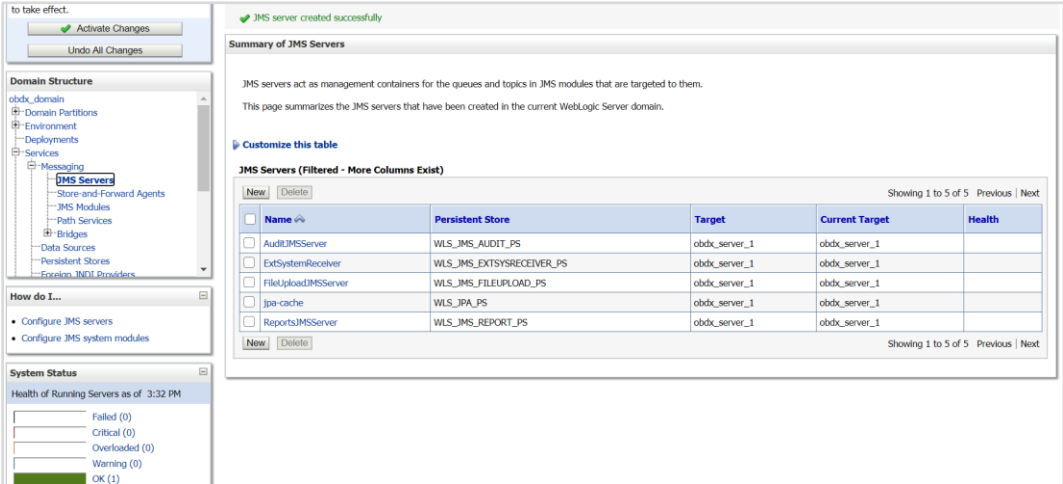 to take effect.
Activate Changes
Undo All Changes
Domain Structure
obdx_domain
Domain Partitions
Environment
Deployments
Services
Messaging
JMS Servers
Store-and-Forward Agents
JMS Modules
Path Services
Bridges
Data Sources
Persistent Stores
Foreign JNDI Providers
How do I...
Configure JMS servers
Configure JMS system modules
System Status
Health of Running Servers as of 3:32 PM
Failed (0)
Critical (0)
Overloaded (0)
Warning (0)
OK (1)
JMS server created successfully
Summary of JMS Servers
JMS servers act as management containers for the queues and topics in JMS modules that are targeted to them.
This page summarizes the JMS servers that have been created in the current WebLogic Server domain.
Customize this table
JMS Servers (Filtered - More Columns Exist)
New Delete Showing 1 to 5 of 5 Previous | Next
Name Persistent Store Target Current Target Health
AuditJMSServer WLS_JMS_AUDIT_PS obdx_server_1 obdx_server_1
ExtSystemReceiver WLS_JMS_EXTSYSRECEIVER_PS obdx_server_1 obdx_server_1
FileUploadJMSServer WLS_JMS_FILEUPLOAD_PS obdx_server_1 obdx_server_1
jpa-cache WLS_JPA_PS obdx_server_1 obdx_server_1
ReportsJMSServer WLS_JMS_REPORT_PS obdx_server_1 obdx_server_1
New Delete Showing 1 to 5 of 5 Previous | Next